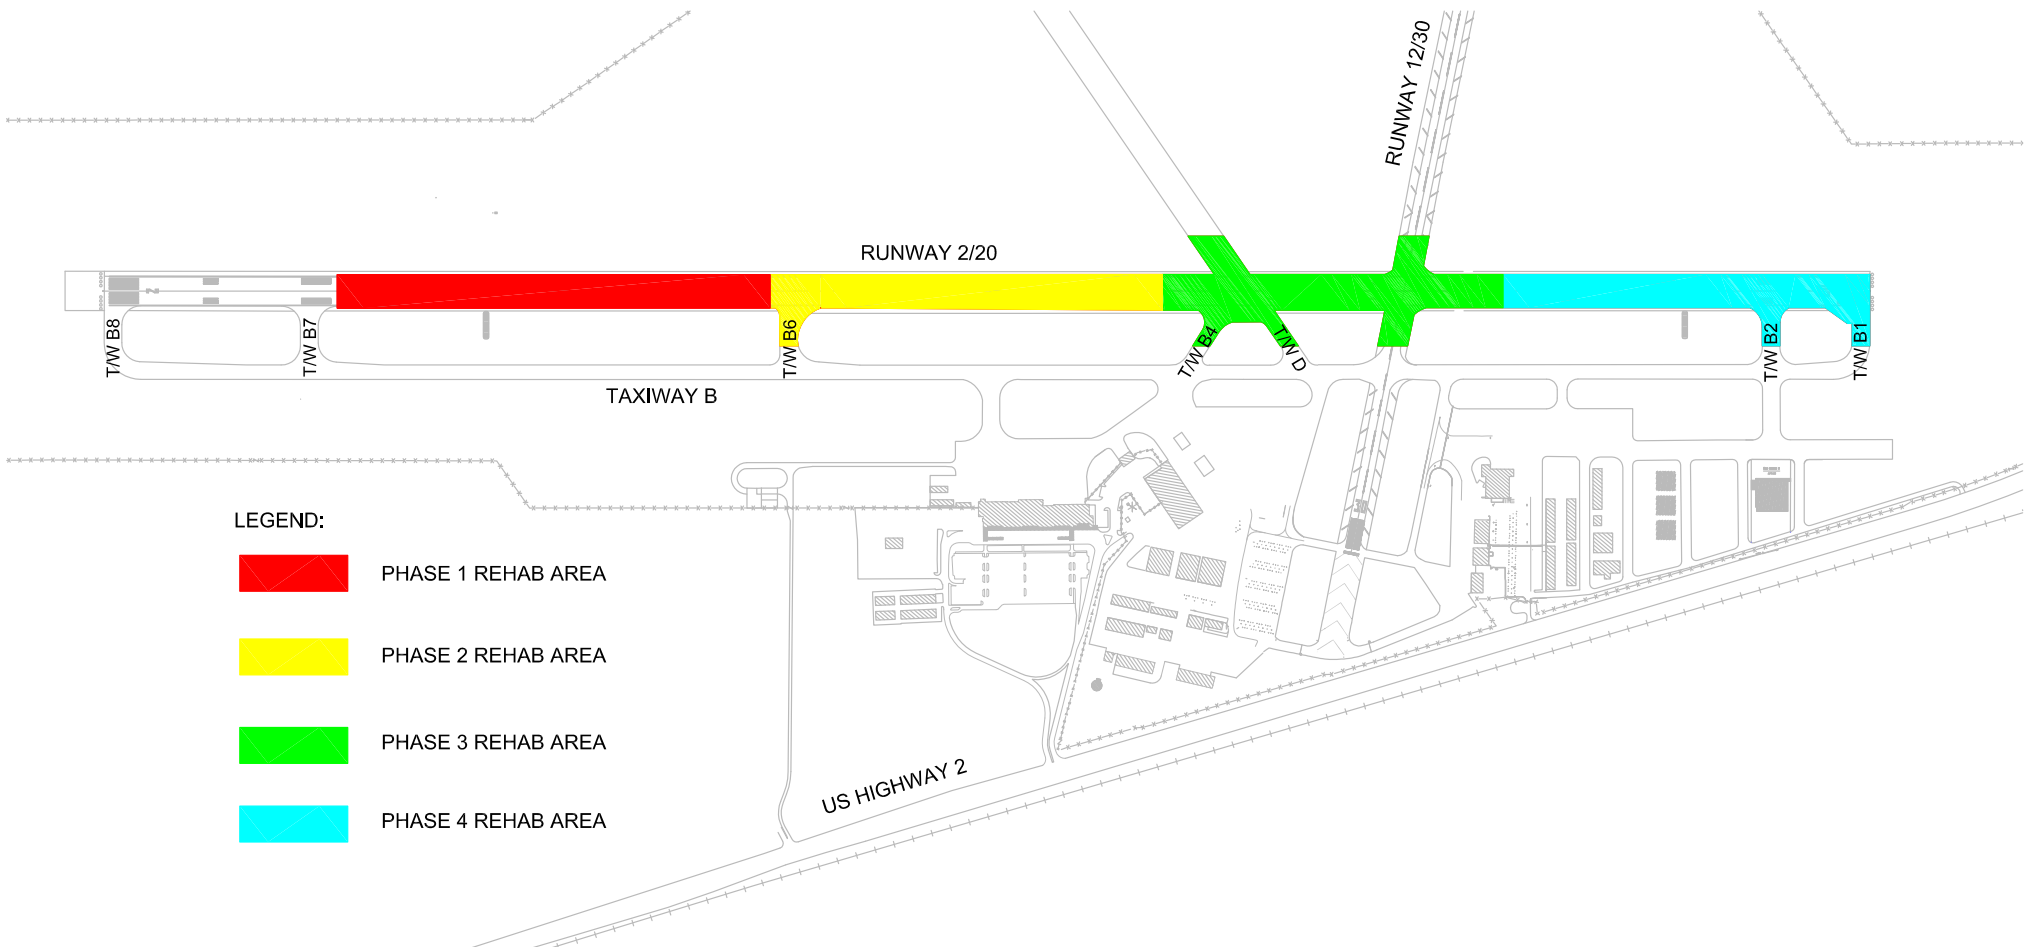 RUNWAY 12/30
RUNWAY 2/20
T/W B8
T/W B7
T/W B6
T/W B4
T/W D
T/W B2
T/W B1
TAXIWAY B
LEGEND:
PHASE 1 REHAB AREA
PHASE 2 REHAB AREA
PHASE 3 REHAB AREA
PHASE 4 REHAB AREA
US HIGHWAY 2